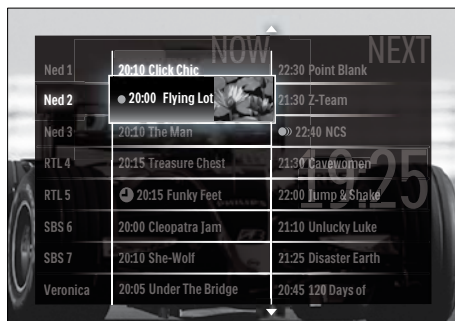 NOW NEXT
Ned 1 20:10 Click Chic 22:30 Point Blank
Ned 2 20:00 Flying Lot 21:30 Z-Team
Ned 3 20:10 The Man 22:40 NCS
RTL 4 20:15 Treasure Chest 21:30 Cavewomen
19:25
RTL 5 20:15 Funky Feet 22:00 Jump & Shake
SBS 6 20:00 Cleopatra Jam 21:10 Unlucky Luke
SBS 7 20:10 She-Wolf 21:25 Disaster Earth
Veronica 20:05 Under The Bridge 20:45 120 Days of